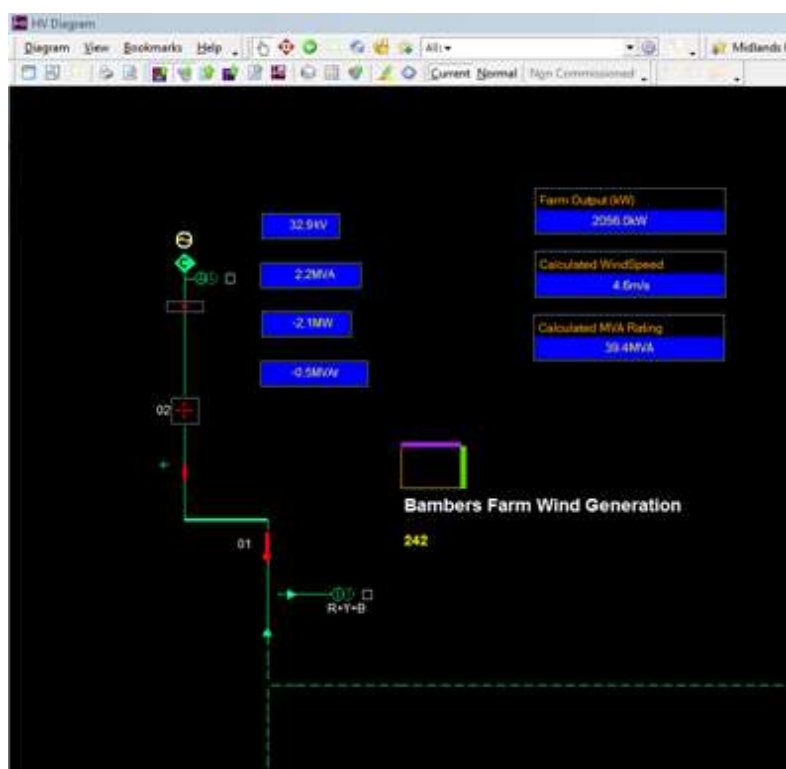 HV Diagram
Diagram View Bookmarks Help
All:
Midlands
Current Normal Non Commissioned
Farm Output (kW)
2056.0kW
32.9kV
Calculated WindSpeed
4.6m/s
2.2MVA
-2.1MW
Calculated MVA Rating
39.4MVA
-0.5MVAr
02
Bambers Farm Wind Generation
242
01
R+Y+B